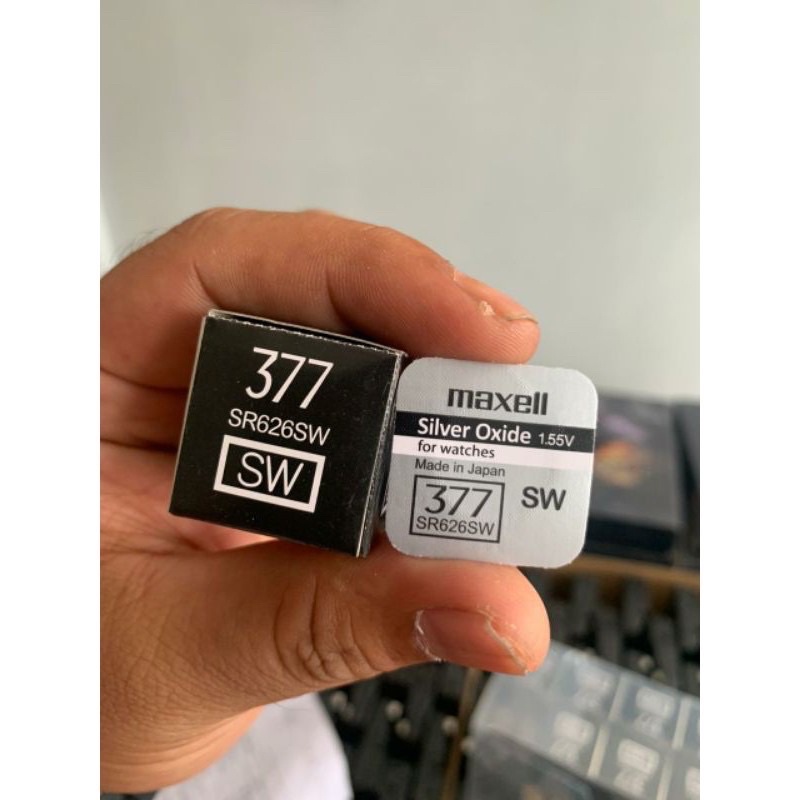 377
SR626SW
SW
maxell
Silver Oxide 1.55V
for watches
Made in Japan
377 SW
SR626SW